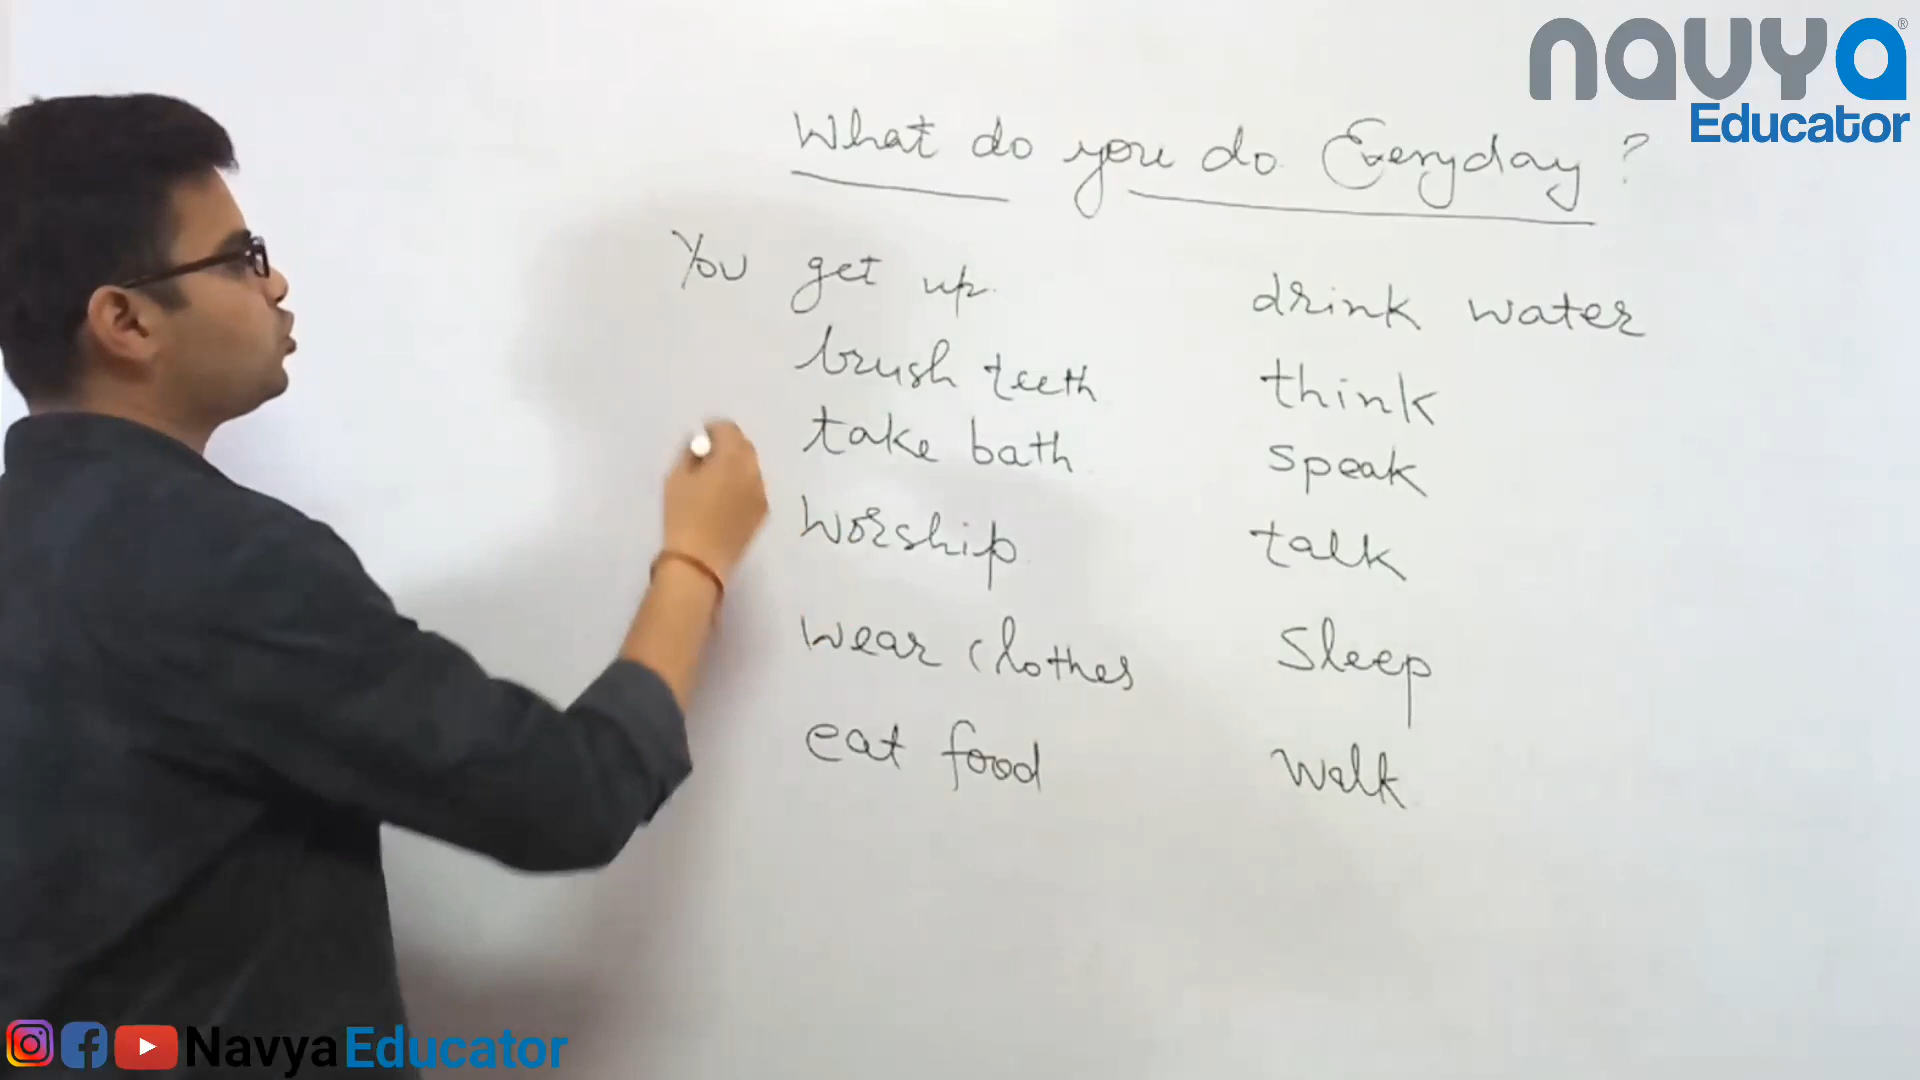 navya®
Educator
What do you do Everyday ?
You get up
brush teeth
take bath
worship
wear clothes
eat food
drink water
think
speak
talk
Sleep
walk
NavyaEducator